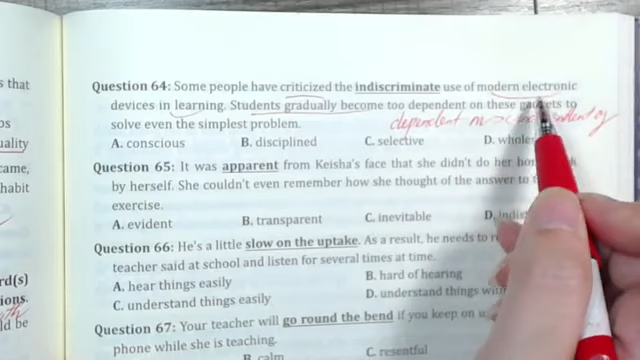 s that
Question 64: Some people have criticized the indiscriminate use of modern electronic
devices in learning. Students gradually become too dependent on these gadgets to
solve even the simplest problem.
dependent
A. conscious B. disciplined C. selective D.
Question 65: It was apparent from Keisha's face that she didn't do her
by herself. She couldn't even remember how she thought of the answer to
exercise.
A. evident B. transparent C. inevitable D.
Question 66: He's a little slow on the uptake. As a result, he needs to
teacher said at school and listen for several times at time.
A. hear things easily B. hard of hearing
C. understand things easily D. understand things
Question 67: Your teacher will go round the bend if you keep on
phone while she is teaching.
B. calm C. resentful
uality
came,
habit
rd(s)
ions.
ld be